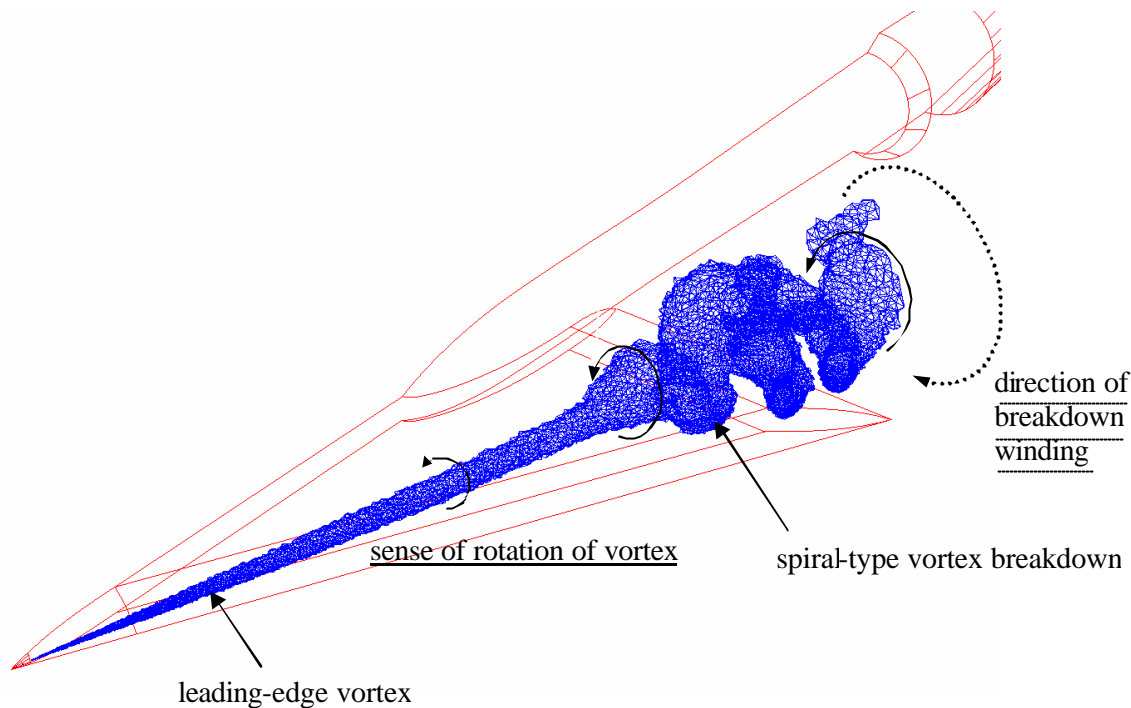 direction of
breakdown
winding
sense of rotation of vortex
spiral-type vortex breakdown
leading-edge vortex